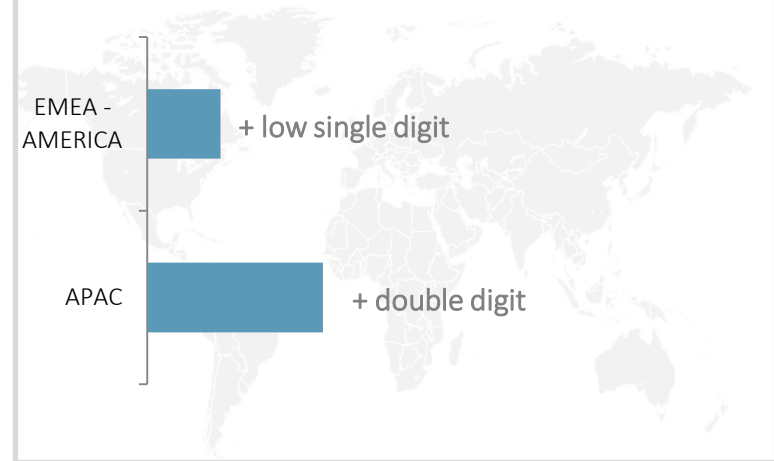 EMEA -
AMERICA
+ low single digit
APAC
+ double digit